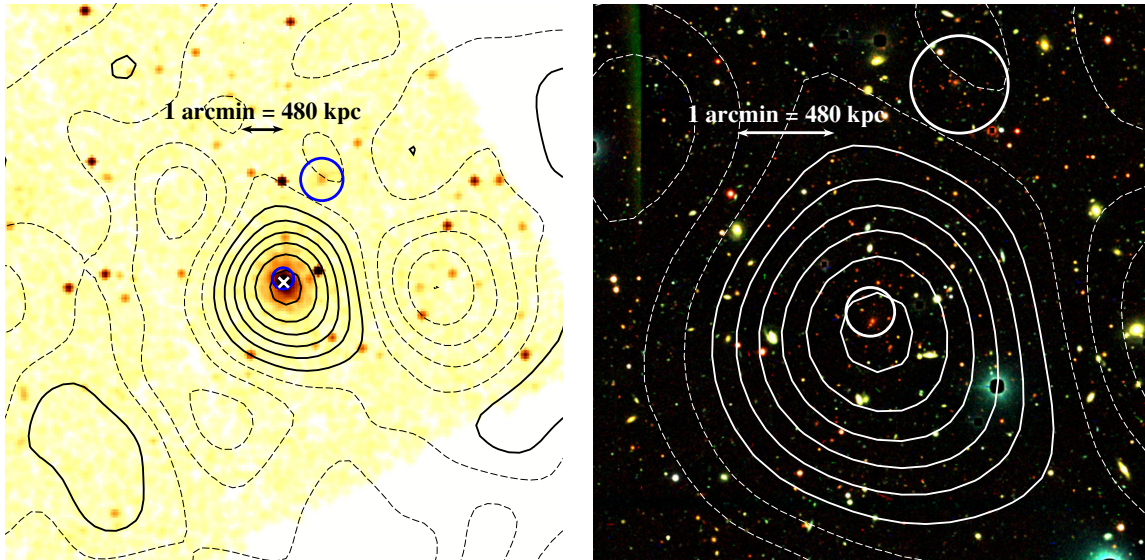 1 arcmin = 480 kpc
1 arcmin = 480 kpc